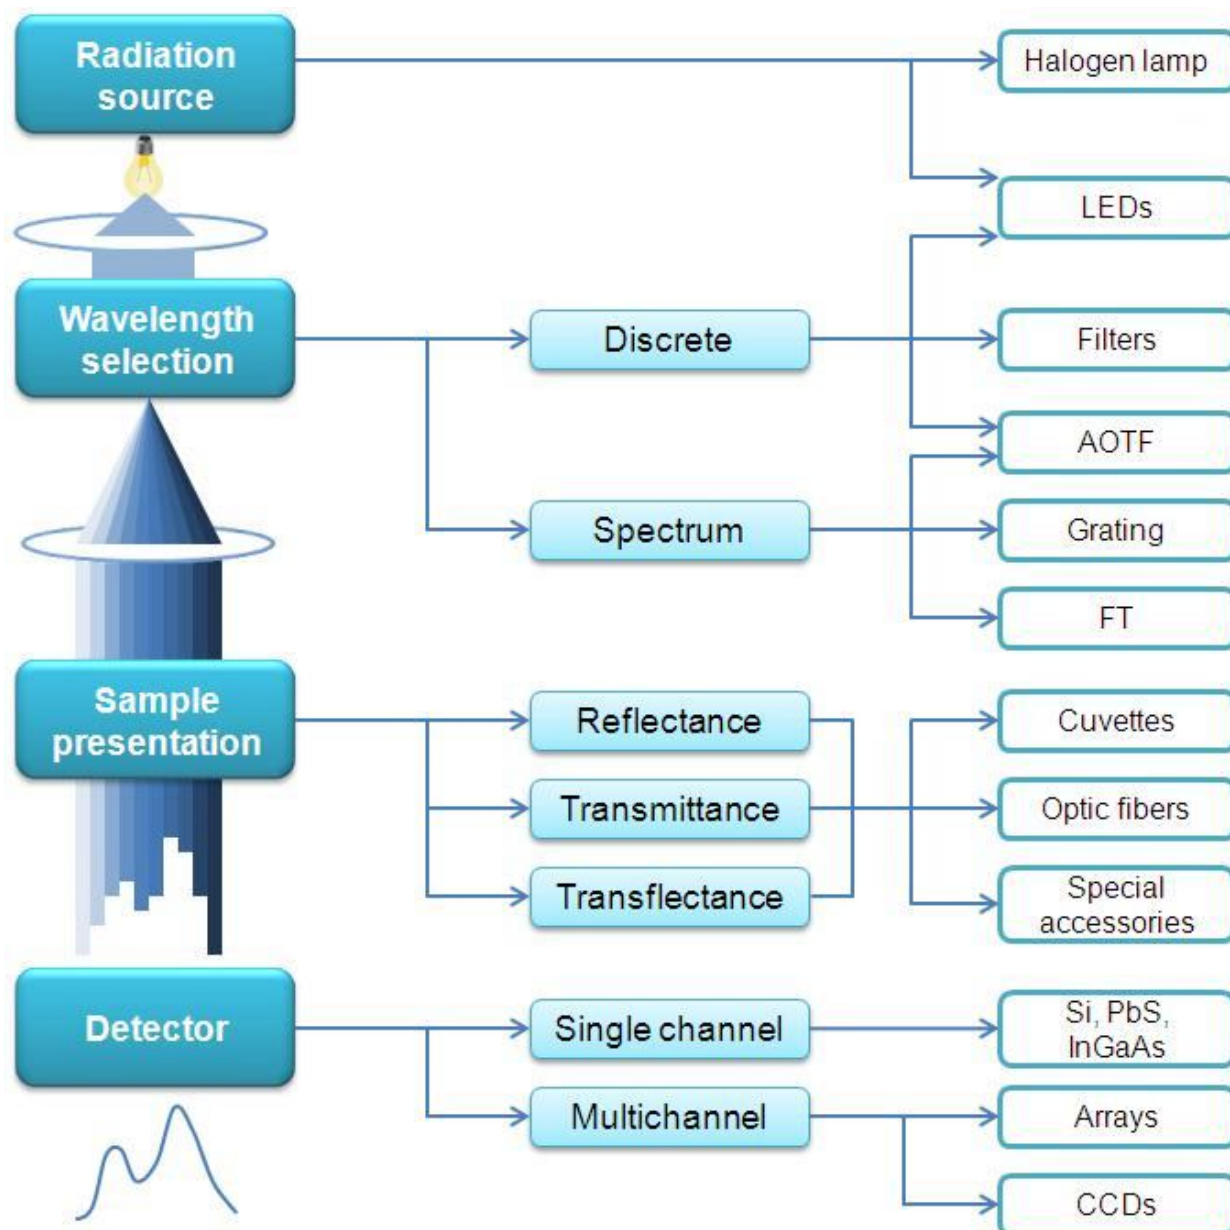 Radiation
source
Halogen lamp
LEDs
Wavelength
selection
Discrete
Filters
AOTF
Spectrum
Grating
FT
Sample
presentation
Reflectance
Cuvettes
Transmittance
Optic fibers
Transflectance
Special
accessories
Detector
Single channel
Si, PbS,
InGaAs
Multichannel
Arrays
CCDs